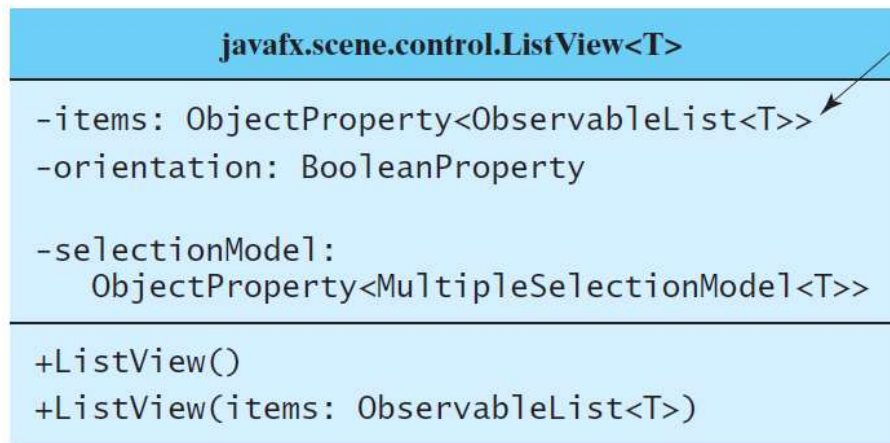 javafx.scene.control.ListView<T>
-items: ObjectProperty<ObservableList<T>>
-orientation: BooleanProperty
-selectionModel:
ObjectProperty<MultipleSelectionModel<T>>
+ListView()
+ListView(items: ObservableList<T>)